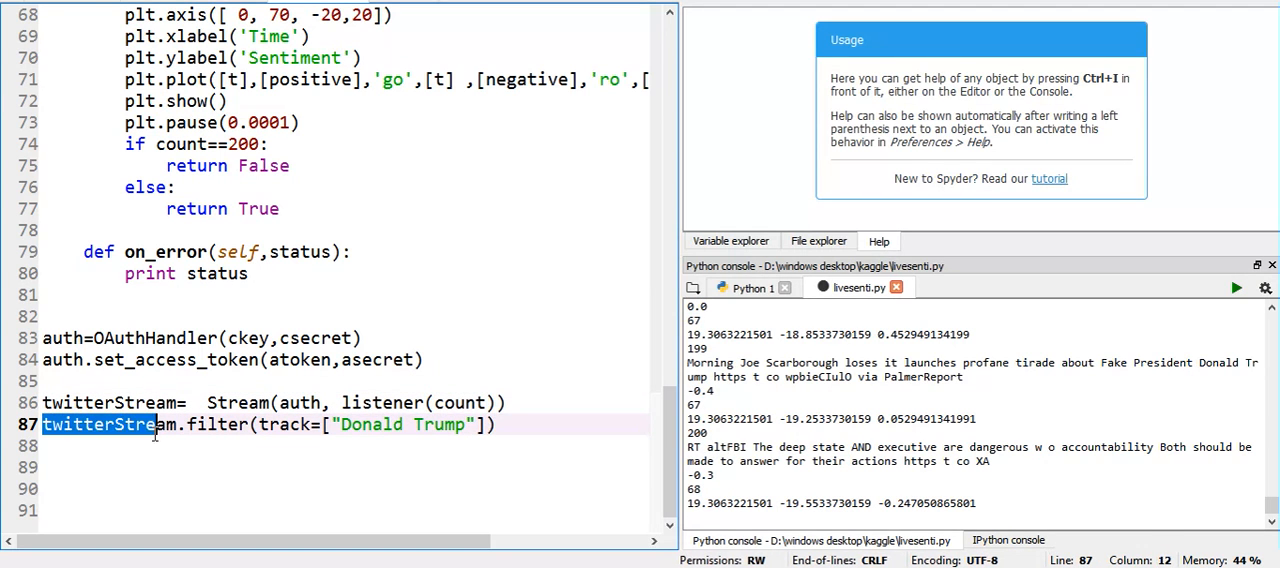 68 plt.axis([ 0, 70, -20,20])
69 plt.xlabel('Time')
70 plt.ylabel('Sentiment')
71 plt.plot([t],[positive],'go',[t] ,[negative],'ro',[
72 plt.show()
73 plt.pause(0.0001)
74 if count==200:
75 return False
76 else:
77 return True
78
79 def on_error(self,status):
80 print status
81
82
83 auth=OAuthHandler(ckey,csecret)
84 auth.set_access_token(atoken,asecret)
85
86 twitterStream= Stream(auth, listener(count))
87 twitterStream.filter(track=["Donald Trump"])
88
89
90
91
Usage
Here you can get help of any object by pressing Ctrl+I in
front of it, either on the Editor or the Console.
Help can also be shown automatically after writing a left
parenthesis next to an object. You can activate this
behavior in Preferences > Help.
New to Spyder? Read our tutorial
Variable explorer File explorer Help
Python console - D:\windows desktop\kaggle\livesenti.py
Python 1 livesenti.py
0.0
67
19.3063221501 -18.8533730159 0.452949134199
199
Morning Joe Scarborough loses it launches profane tirade about Fake President Donald Tr
ump https t co wpbieCIulO via PalmerReport
-0.4
67
19.3063221501 -19.2533730159 0.0529491341991
200
RT altFBI The deep state AND executive are dangerous w o accountability Both should be
made to answer for their actions https t co XA
-0.3
68
19.3063221501 -19.5533730159 -0.247050865801
Python console - D:\windows desktop\kaggle\livesenti.py IPython console
Permissions: RW End-of-lines: CRLF Encoding: UTF-8 Line: 87 Column: 12 Memory: 44 %